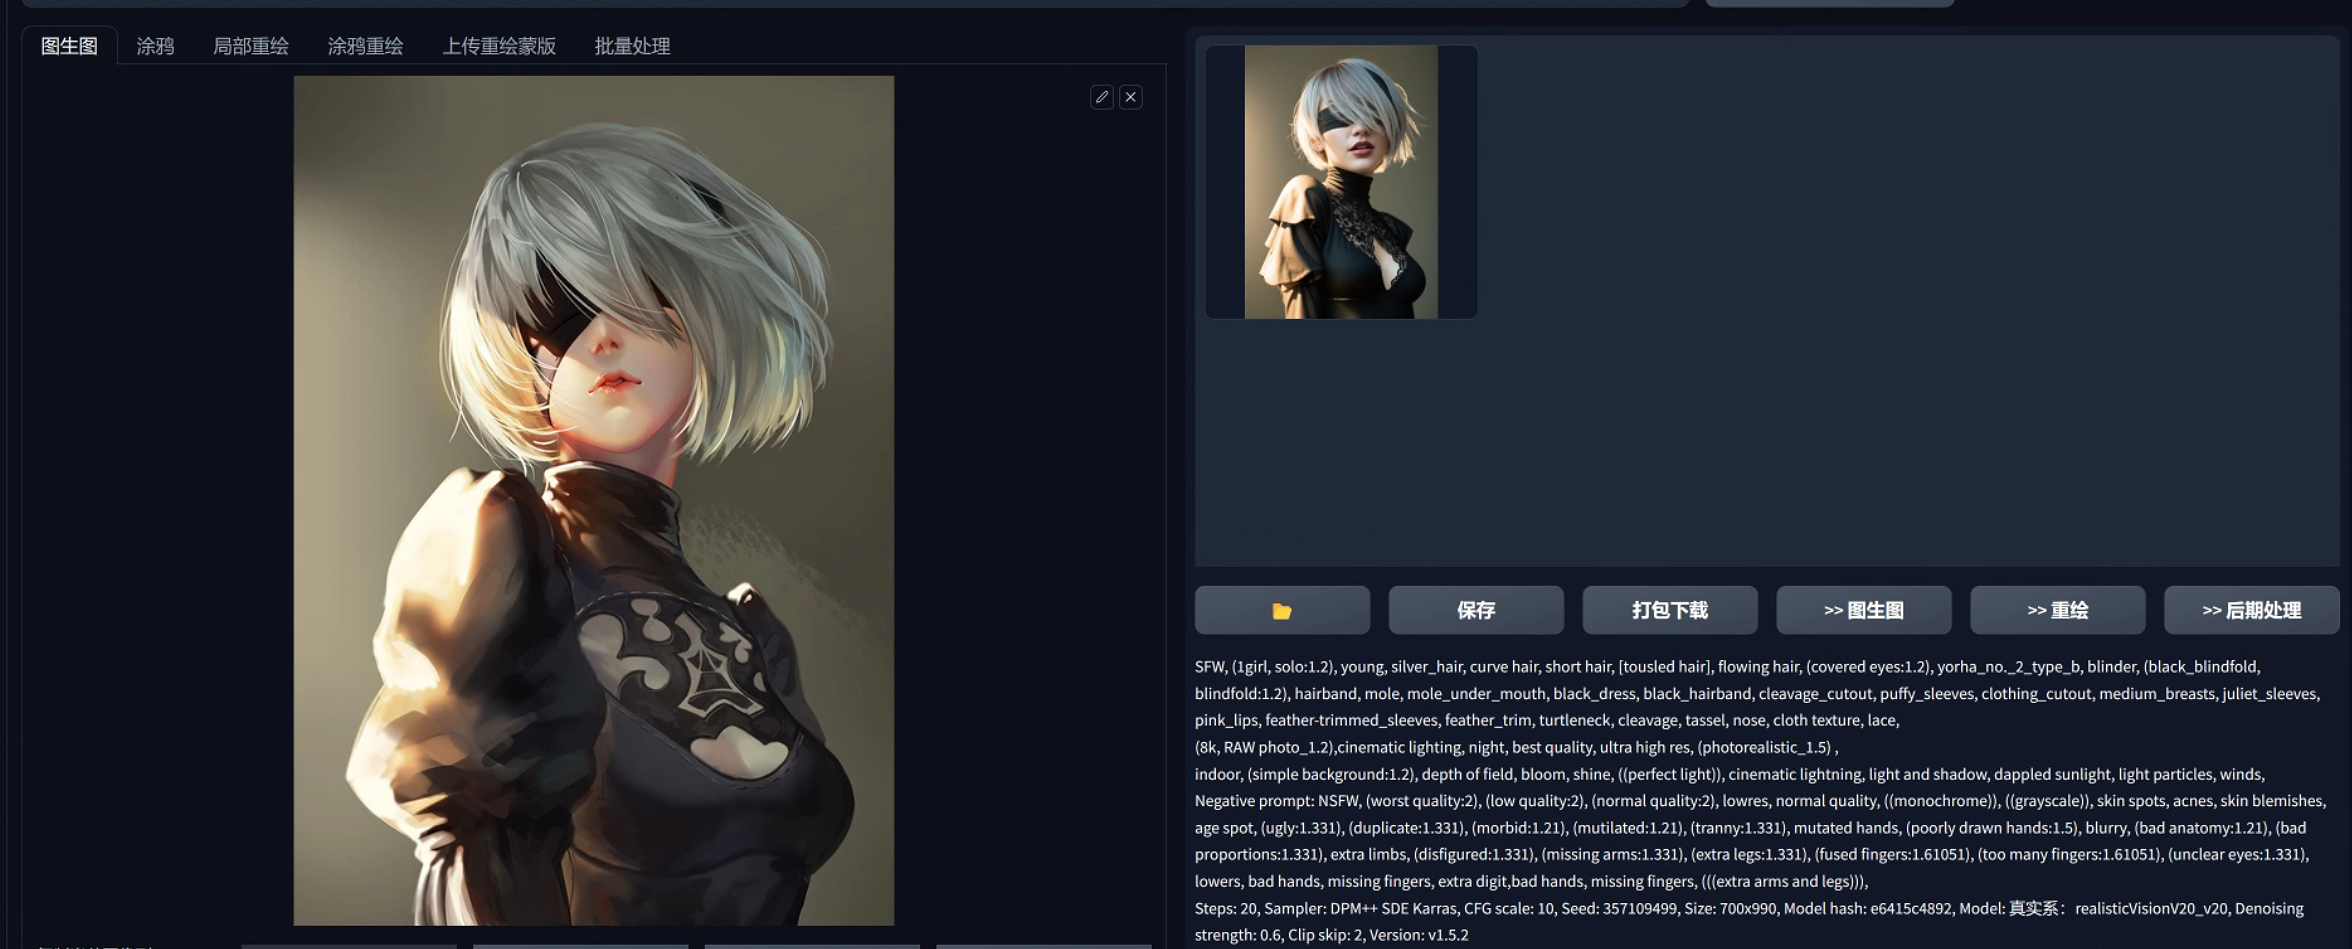 图生图 涂鸦 局部重绘 涂鸦重绘 上传重绘蒙版 批量处理
保存 打包下载 >> 图生图 >> 重绘 >> 后期处理
SFW, (1girl, solo:1.2), young, silver_hair, curve hair, short hair, [tousled hair], flowing hair, (covered eyes:1.2), yorha_no._2_type_b, blinder, (black_blindfold,
blindfold:1.2), hairband, mole, mole_under_mouth, black_dress, black_hairband, cleavage_cutout, puffy_sleeves, clothing_cutout, medium_breasts, juliet_sleeves,
pink_lips, feather-trimmed_sleeves, feather_trim, turtleneck, cleavage, tassel, nose, cloth texture, lace,
(8k, RAW photo_1.2),cinematic lighting, night, best quality, ultra high res, (photorealistic_1.5) ,
indoor, (simple background:1.2), depth of field, bloom, shine, ((perfect light)), cinematic lightning, light and shadow, dappled sunlight, light particles, winds,
Negative prompt: NSFW, (worst quality:2), (low quality:2), (normal quality:2), lowres, normal quality, ((monochrome)), ((grayscale)), skin spots, acnes, skin blemishes,
age spot, (ugly:1.331), (duplicate:1.331), (morbid:1.21), (mutilated:1.21), (tranny:1.331), mutated hands, (poorly drawn hands:1.5), blurry, (bad anatomy:1.21), (bad
proportions:1.331), extra limbs, (disfigured:1.331), (missing arms:1.331), (extra legs:1.331), (fused fingers:1.61051), (too many fingers:1.61051), (unclear eyes:1.331),
lowers, bad hands, missing fingers, extra digit,bad hands, missing fingers, (((extra arms and legs))),
Steps: 20, Sampler: DPM++ SDE Karras, CFG scale: 10, Seed: 357109499, Size: 700x990, Model hash: e6415c4892, Model: 真实系：realisticVisionV20_v20, Denoising
strength: 0.6, Clip skip: 2, Version: v1.5.2